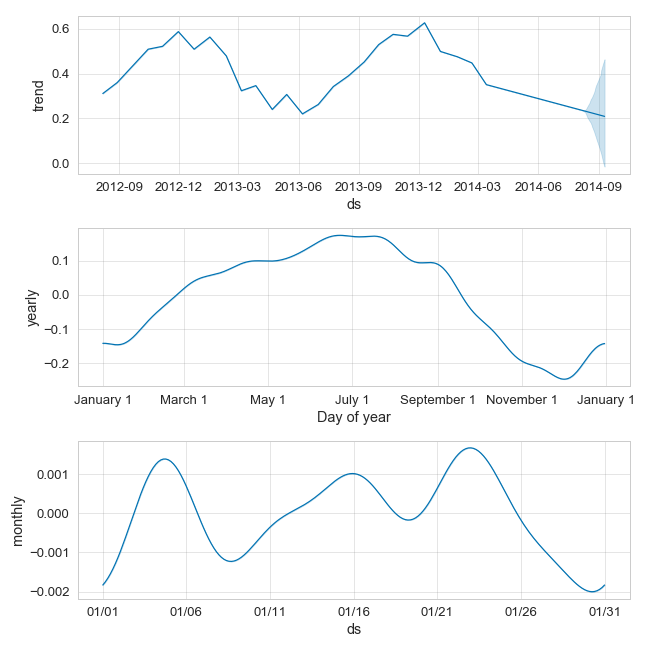 0.6
0.4
0.2
0.0
trend
2012-09 2012-12 2013-03 2013-06 2013-09 2013-12 2014-03 2014-06 2014-09
ds
0.1
0.0
−0.1
−0.2
yearly
January 1 March 1 May 1 July 1 September 1 November 1 January 1
Day of year
0.001
0.000
−0.001
−0.002
monthly
01/01 01/06 01/11 01/16 01/21 01/26 01/31
ds